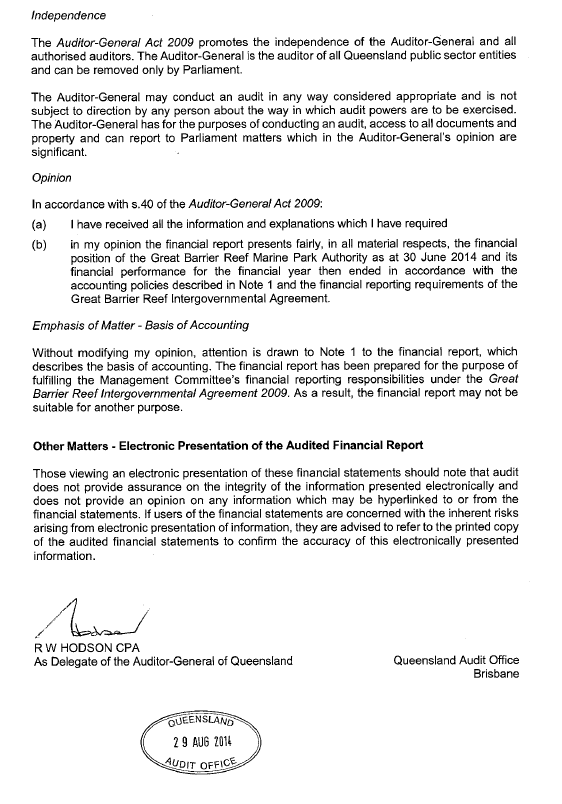 Independence
The Auditor-General Act 2009 promotes the independence of the Auditor-General and all
authorised auditors. The Auditor-General is the auditor of all Queensland public sector entities
and can be removed only by Parliament.
The Auditor-General may conduct an audit in any way considered appropriate and is not
subject to direction by any person about the way in which audit powers are to be exercised.
The Auditor-General has for the purposes of conducting an audit, access to all documents and
property and can report to Parliament matters which in the Auditor-General's opinion are
significant.
Opinion
In accordance with s.40 of the Auditor-General Act 2009:
(a) I have received all the information and explanations which I have required
(b) in my opinion the financial report presents fairly, in all material respects, the financial
position of the Great Barrier Reef Marine Park Authority as at 30 June 2014 and its
financial performance for the financial year then ended in accordance with the
accounting policies described in Note 1 and the financial reporting requirements of the
Great Barrier Reef Intergovernmental Agreement.
Emphasis of Matter - Basis of Accounting
Without modifying my opinion, attention is drawn to Note 1 to the financial report, which
describes the basis of accounting. The financial report has been prepared for the purpose of
fulfilling the Management Committee's financial reporting responsibilities under the Great
Barrier Reef Intergovernmental Agreement 2009. As a result, the financial report may not be
suitable for another purpose.
Other Matters - Electronic Presentation of the Audited Financial Report
Those viewing an electronic presentation of these financial statements should note that audit
does not provide assurance on the integrity of the information presented electronically and
does not provide an opinion on any information which may be hyperlinked to or from the
financial statements. If users of the financial statements are concerned with the inherent risks
arising from electronic presentation of information, they are advised to refer to the printed copy
of the audited financial statements to confirm the accuracy of this electronically presented
information.
Hodson
R W HODSON CPA
As Delegate of the Auditor-General of Queensland
Queensland Audit Office
Brisbane
QUEENSLAND
29 AUG 2014
AUDIT OFFICE